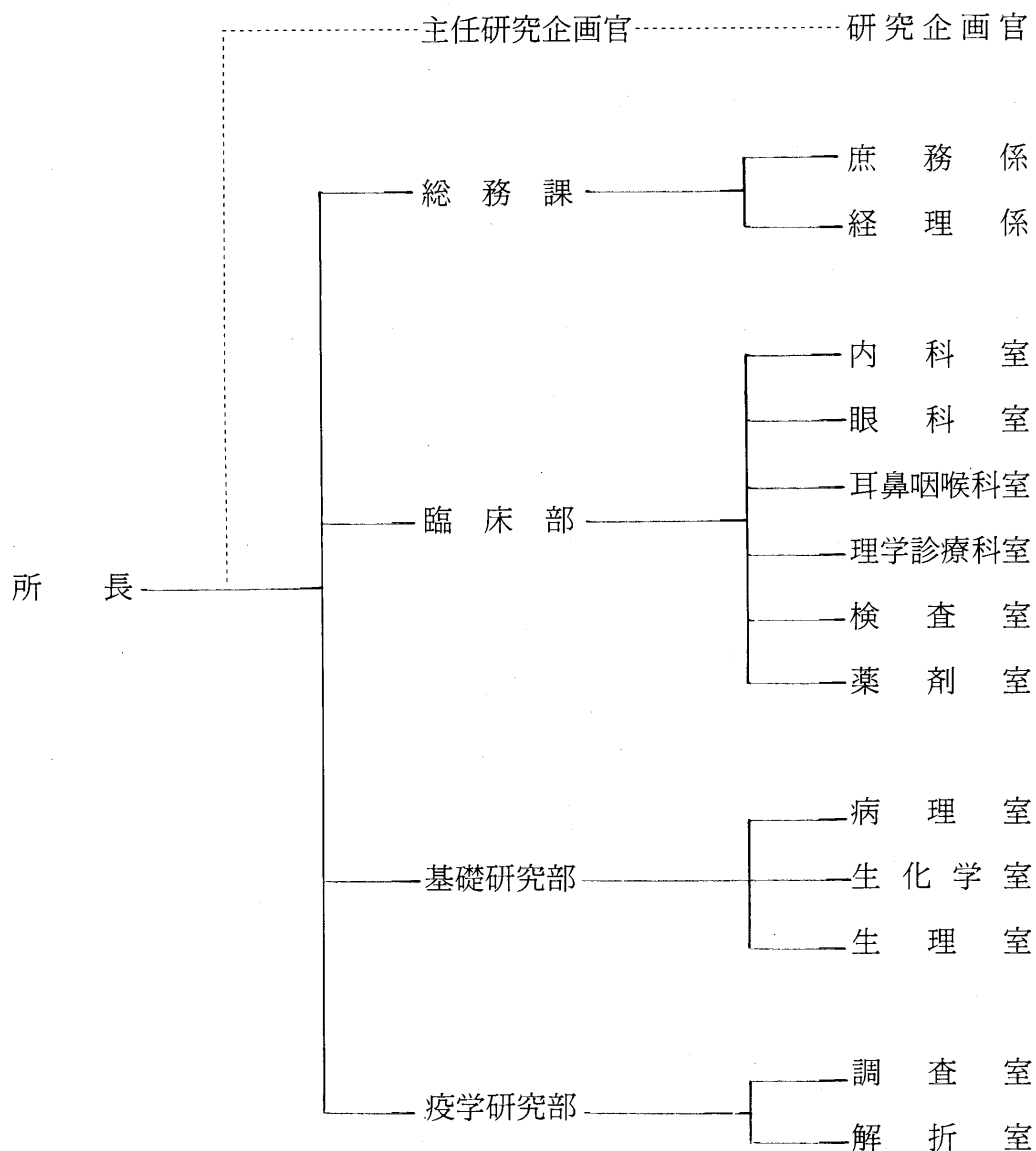 主任研究企画官 研究企画官
庶務係
総務課
経理係
内科室
眼科室
耳鼻咽喉科室
臨床部
理学診療科室
所長
検査室
薬剤室
病理室
基礎研究部 生化学室
生理室
調査室
疫学研究部
解折室